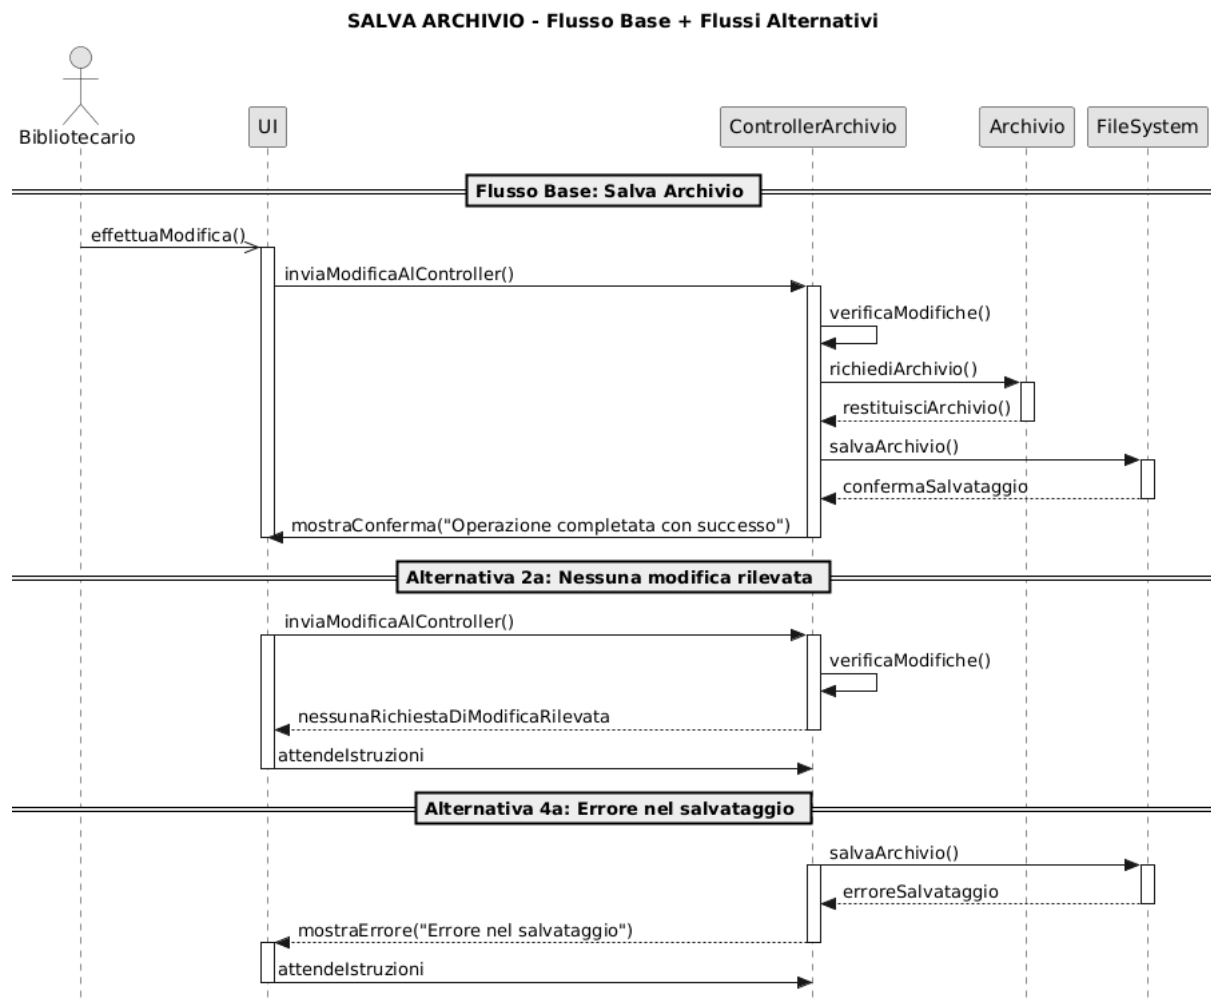 SALVA ARCHIVIO - Flusso Base + Flussi Alternativi
Bibliotecario
UI
ControllerArchivio
Archivio
FileSystem
Flusso Base: Salva Archivio
effettuaModifica()
inviaModificaAlController()
verificaModifiche()
richiediArchivio()
restituisciArchivio()
salvaArchivio()
confermaSalvataggio
mostraConferma("Operazione completata con successo")
Alternativa 2a: Nessuna modifica rilevata
inviaModificaAlController()
verificaModifiche()
nessunaRichiestaDiModificaRilevata
attendeIstruzioni
Alternativa 4a: Errore nel salvataggio
salvaArchivio()
erroreSalvataggio
mostraErrore("Errore nel salvataggio")
attendeIstruzioni